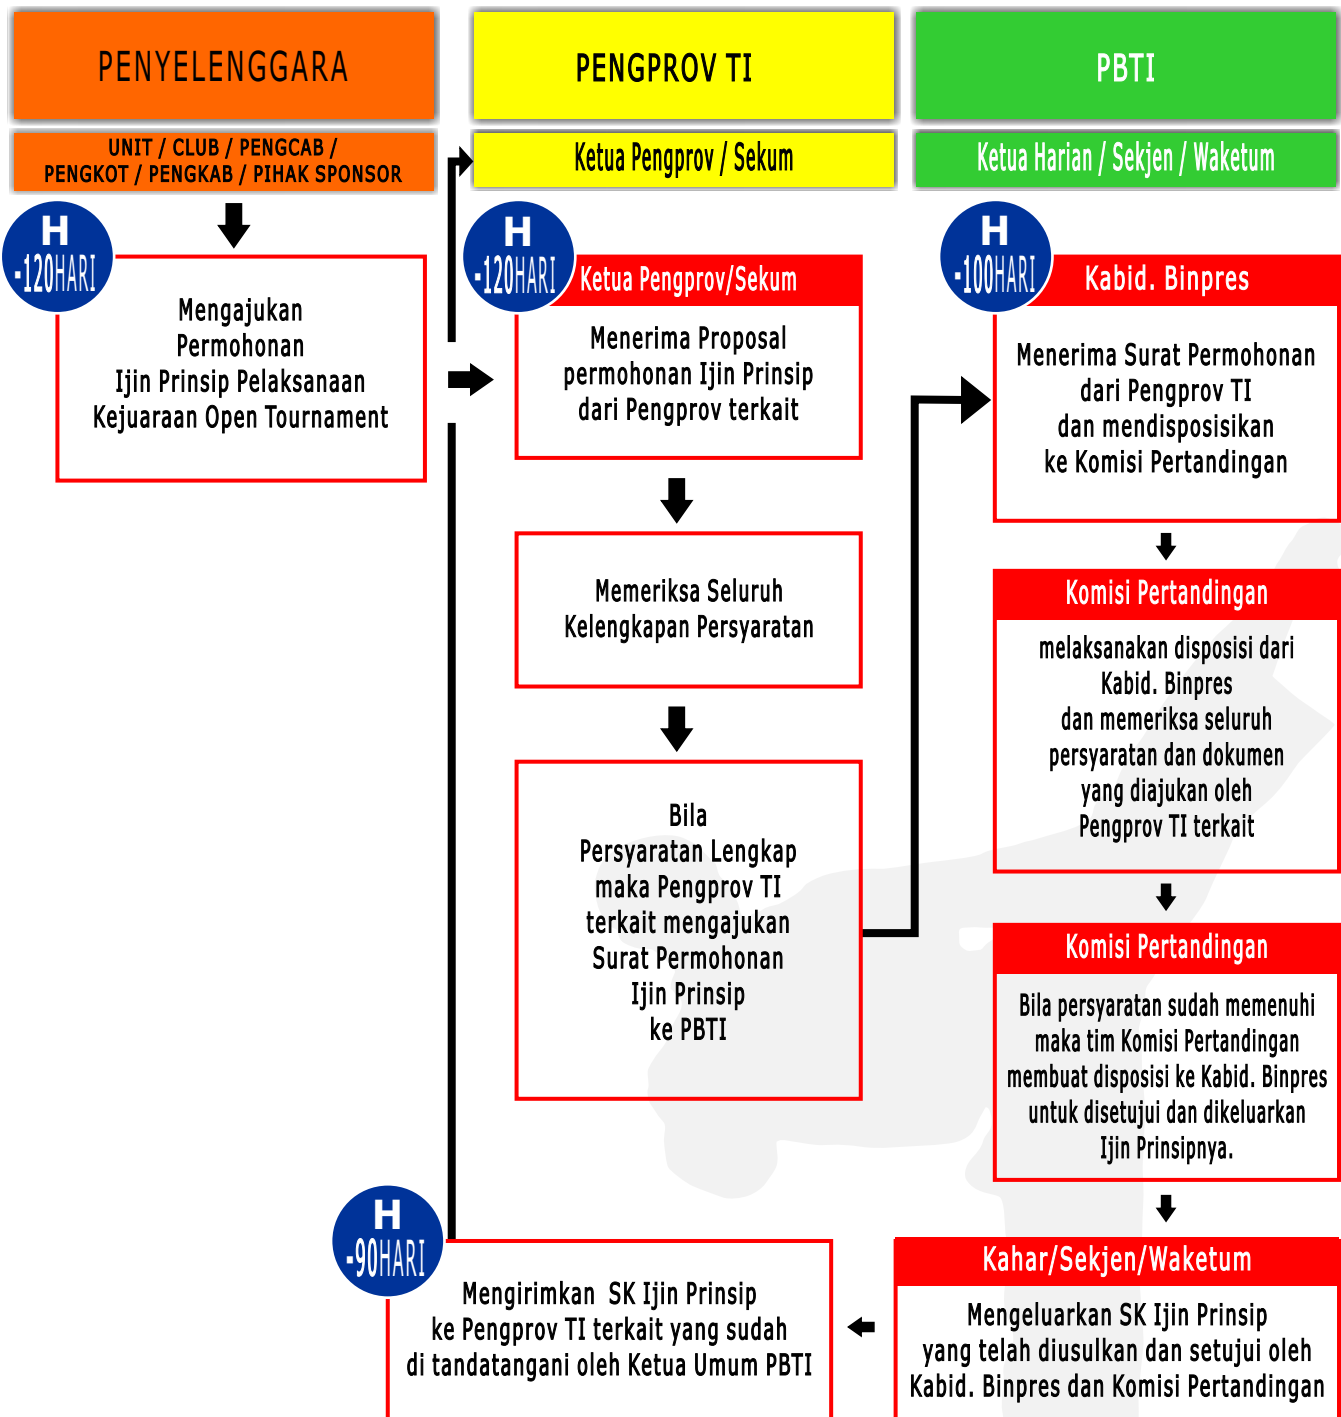 PENYELENGGARA
UNIT / CLUB / PENGCAB /
PENGKOT / PENGKAB / PIHAK SPONSOR
H
-120HARI
Mengajukan
Permohonan
Ijin Prinsip Pelaksanaan
Kejuaraan Open Tournament
PENGPROV TI
Ketua Pengprov / Sekum
H
-120HARI
Ketua Pengprov/Sekum
Menerima Proposal
permohonan Ijin Prinsip
dari Pengprov terkait
Memeriksa Seluruh
Kelengkapan Persyaratan
Bila
Persyaratan Lengkap
maka Pengprov TI
terkait mengajukan
Surat Permohonan
Ijin Prinsip
ke PBTI
PBTI
Ketua Harian / Sekjen / Waketum
H
-100HARI
Kabid. Binpres
Menerima Surat Permohonan
dari Pengprov TI
dan mendisposisikan
ke Komisi Pertandingan
Komisi Pertandingan
melaksanakan disposisi dari
Kabid. Binpres
dan memeriksa seluruh
persyaratan dan dokumen
yang diajukan oleh
Pengprov TI terkait
Komisi Pertandingan
Bila persyaratan sudah memenuhi
maka tim Komisi Pertandingan
membuat disposisi ke Kabid. Binpres
untuk disetujui dan dikeluarkan
Ijin Prinsipnya.
Kahar/Sekjen/Waketum
Mengeluarkan SK Ijin Prinsip
yang telah diusulkan dan setujui oleh
Kabid. Binpres dan Komisi Pertandingan
H
-90HARI
Mengirimkan SK Ijin Prinsip
ke Pengprov TI terkait yang sudah
di tandatangani oleh Ketua Umum PBTI